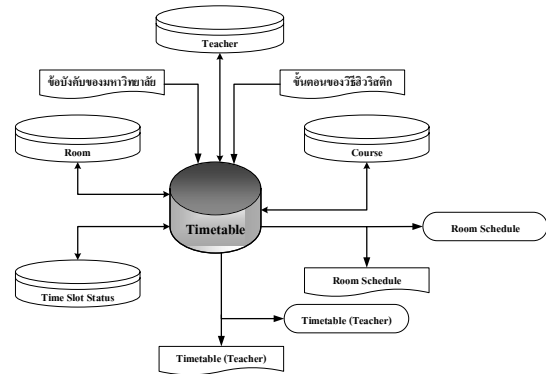 Teacher
ข้อบังคับของมหาวิทยาลัย
ขั้นตอนของวิธีฮิวริสติก
Room
Course
Timetable
Room Schedule
Room Schedule
Time Slot Status
Timetable (Teacher)
Timetable (Teacher)